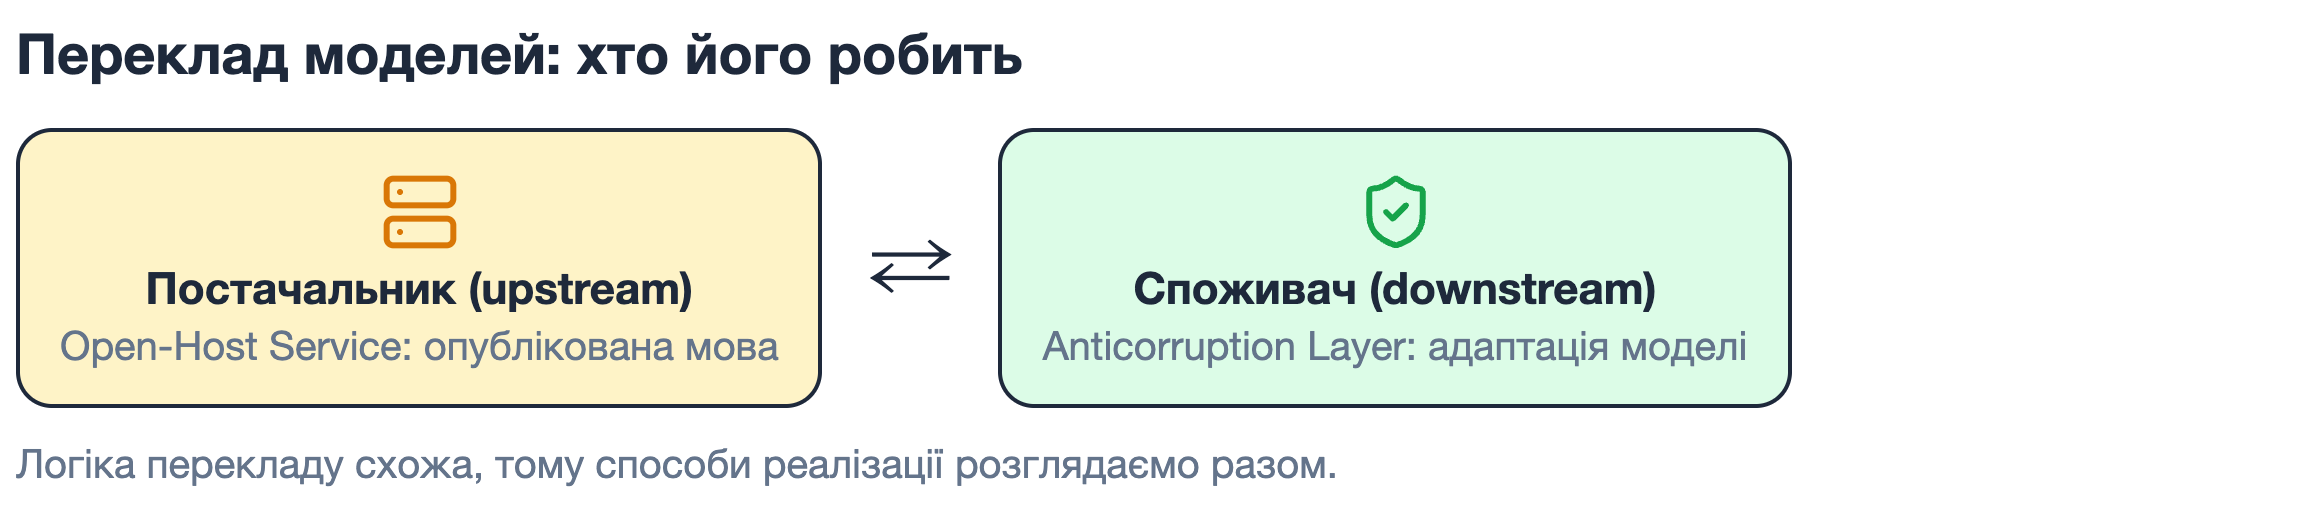 Переклад моделей: хто його робить
Постачальник (upstream)
Open-Host Service: опублікована мова
Споживач (downstream)
Anticorruption Layer: адаптація моделі
Логіка перекладу схожа, тому способи реалізації розглядаємо разом.